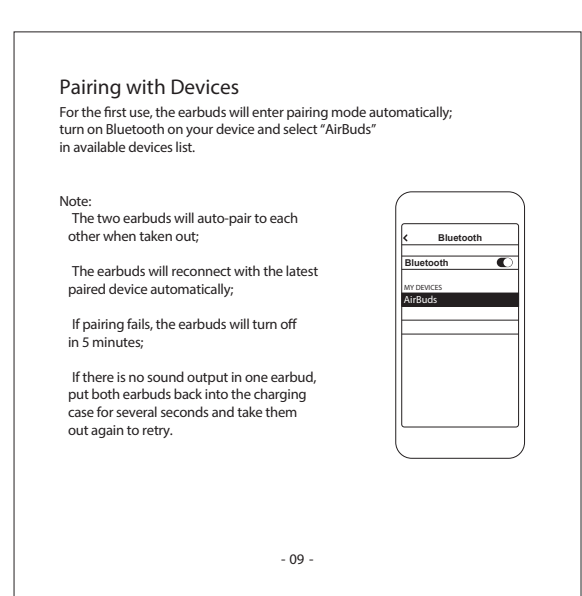 Pairing with Devices
For the first use, the earbuds will enter pairing mode automatically;
turn on Bluetooth on your device and select “AirBuds”
in available devices list.
Note:
The two earbuds will auto-pair to each
other when taken out;
The earbuds will reconnect with the latest
paired device automatically;
If pairing fails, the earbuds will turn off
in 5 minutes;
If there is no sound output in one earbud,
put both earbuds back into the charging
case for several seconds and take them
out again to retry.
< Bluetooth
Bluetooth
MY DEVICES
AirBuds
- 09 -